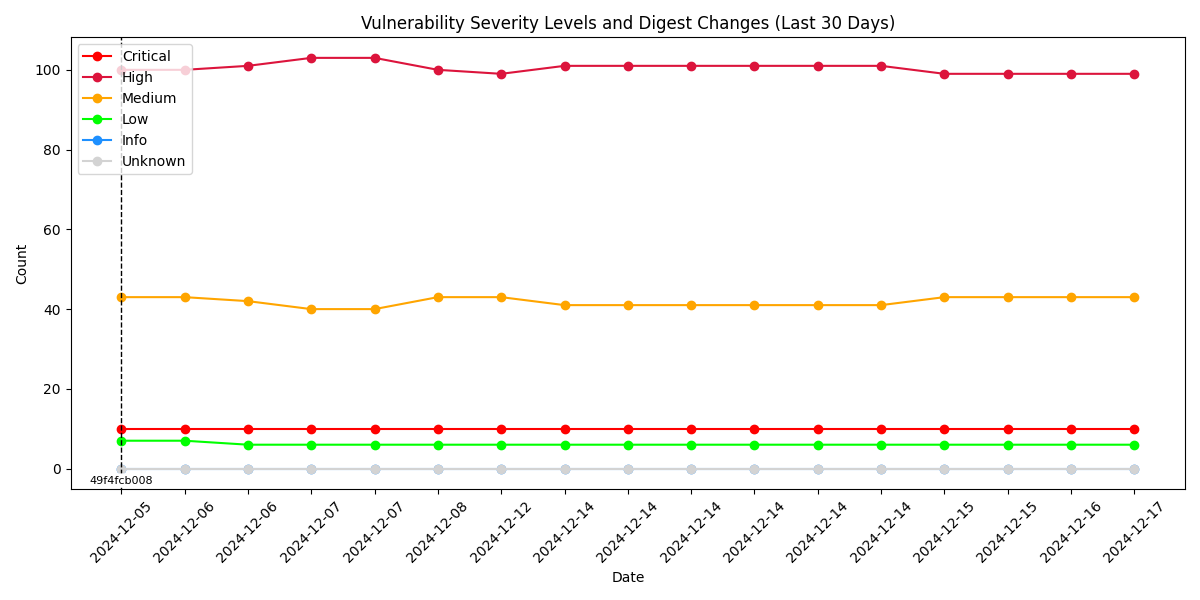 Vulnerability Severity Levels and Digest Changes (Last 30 Days)
Critical
High
Medium
Low
Info
Unknown
Count
100
80
60
40
20
0
49f4fcb008
2024-12-05
2024-12-06
2024-12-06
2024-12-07
2024-12-07
2024-12-08
2024-12-12
2024-12-14
2024-12-14
2024-12-14
2024-12-14
2024-12-14
2024-12-14
2024-12-15
2024-12-15
2024-12-16
2024-12-17
Date